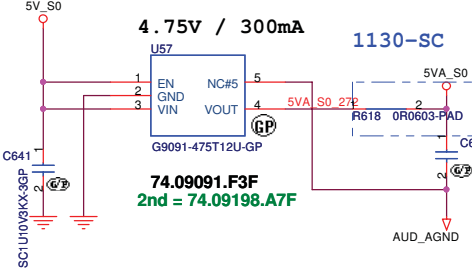 5V_S0
4.75V / 300mA
1130-SC
U57
5VA_S0
1 EN NC#5 5
2 GND
3 VIN VOUT 4 5VA_S0_272
R618 0R0603-PAD
1 2
GP
G9091-475T12U-GP
C641
1
2
G/P
SC1U10V3KX-3GP
74.09091.F3F
2nd = 74.09198.A7F
1
2
G/P
AUD_AGND